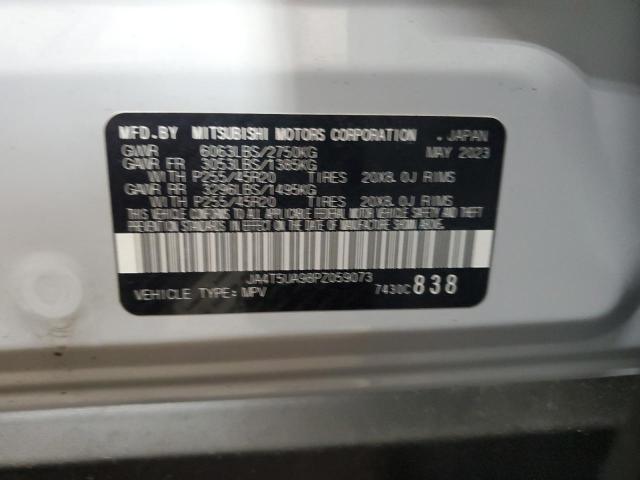 MFD.BY MITSUBISHI MOTORS CORPORATION . JAPAN
GVWR 6063LBS/2750KG MAY 2023
GAWR FR 3053LBS/1385KG
WITH P255/45R20 TIRES 20X8.0J RIMS
GAWR RR 3296LBS/1495KG
WITH P255/45R20 TIRES 20X8.0J RIMS
THIS VEHICLE CONFORMS TO ALL APPLICABLE FEDERAL MOTOR VEHICLE SAFETY AND THEFT
PREVENTION STANDARDS IN EFFECT ON THE DATE OF MANUFACTURE SHOWN ABOVE.
JA4T5UA98PZ059073
VEHICLE TYPE:MPV 7430C 838